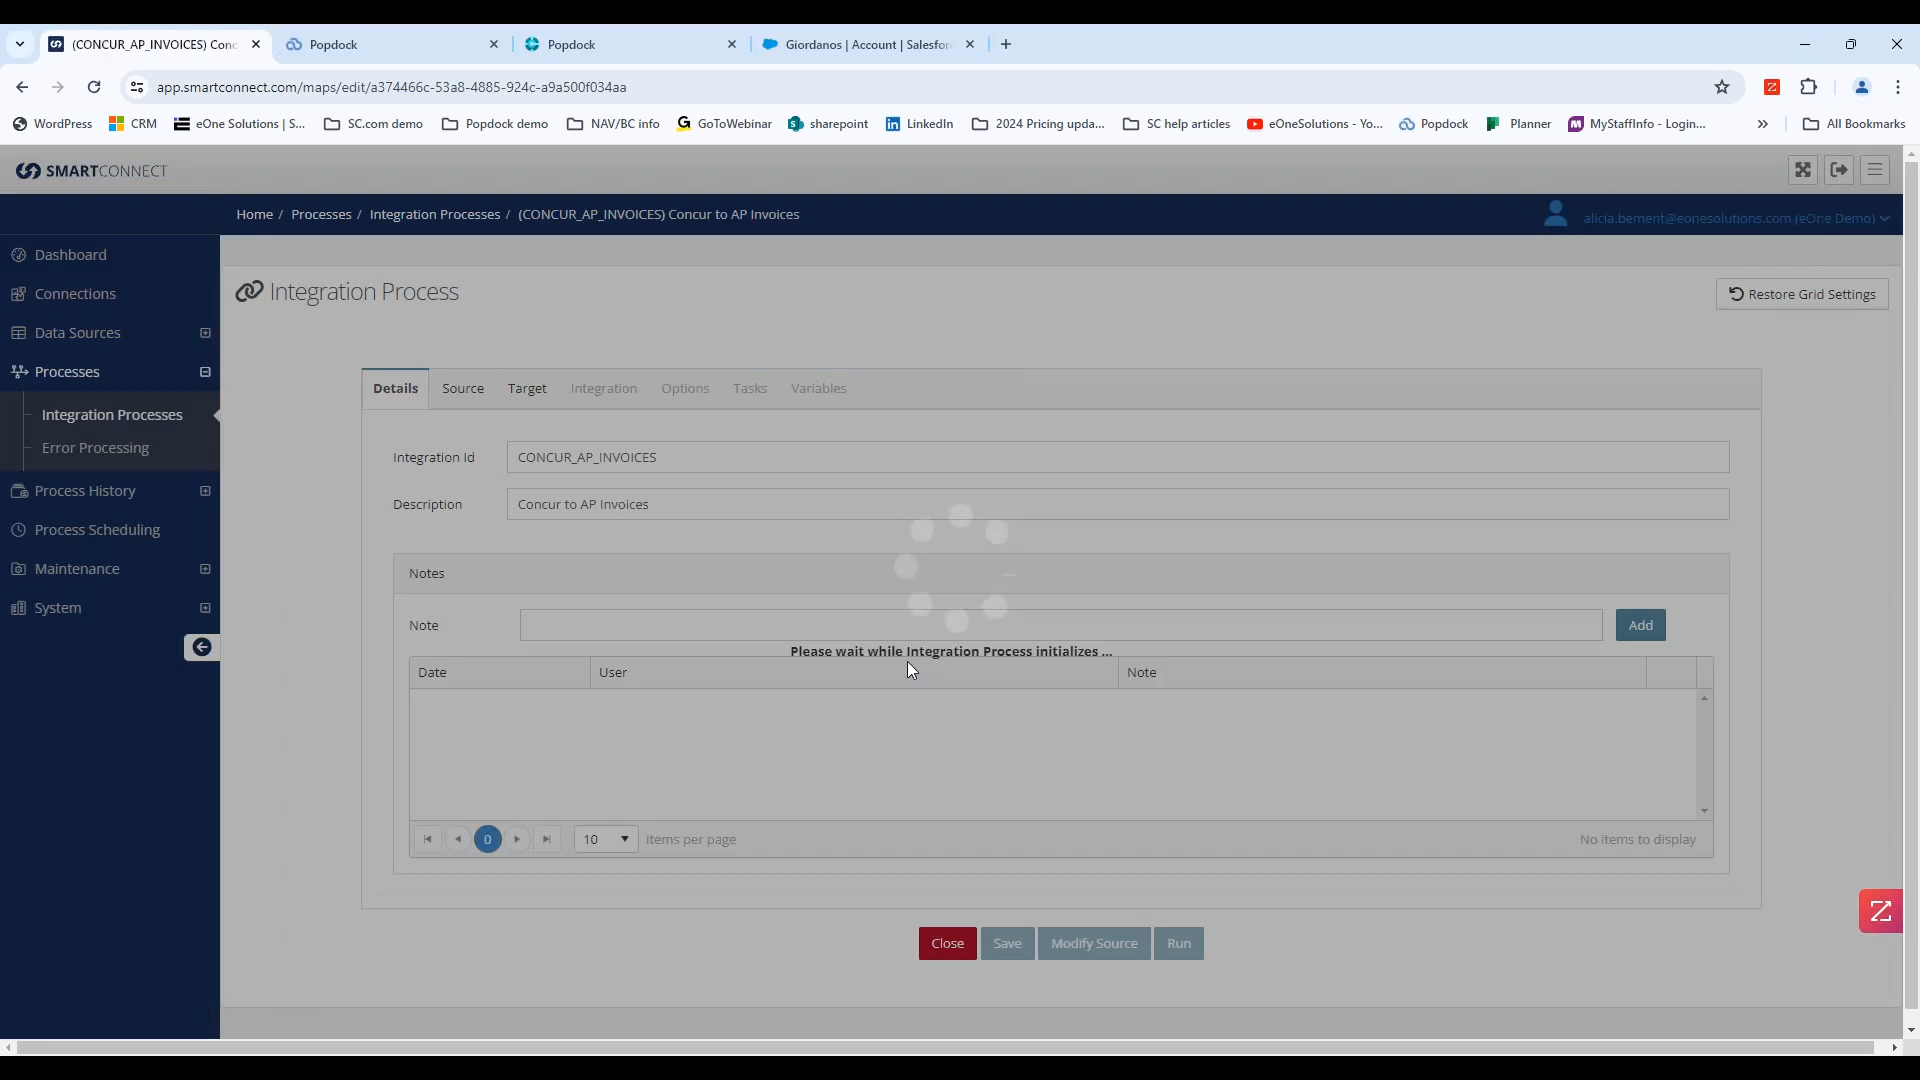 (CONCUR_AP_INVOICES) Conc
Popdock
Popdock
Giordanos | Account | Salesforc
app.smartconnect.com/maps/edit/a374466c-53a8-4885-924c-a9a500f034aa
WordPress
CRM
eOne Solutions | S...
SC.com demo
Popdock demo
NAV/BC info
GoToWebinar
sharepoint
LinkedIn
2024 Pricing upda...
SC help articles
eOneSolutions - Yo...
Popdock
Planner
MyStaffInfo - Login...
»
All Bookmarks
SMARTCONNECT
Home / Processes / Integration Processes / (CONCUR_AP_INVOICES) Concur to AP Invoices
alicia.bement@eonesolutions.com (eOne Demo)
Dashboard
Connections
Data Sources
Processes
Integration Processes
Error Processing
Process History
Process Scheduling
Maintenance
System
Integration Process
Restore Grid Settings
Details
Source
Target
Integration
Options
Tasks
Variables
Integration Id
CONCUR_AP_INVOICES
Description
Concur to AP Invoices
Notes
Note
Add
Please wait while Integration Process initializes ...
Date
User
Note
0
10
items per page
No items to display
Close
Save
Modify Source
Run